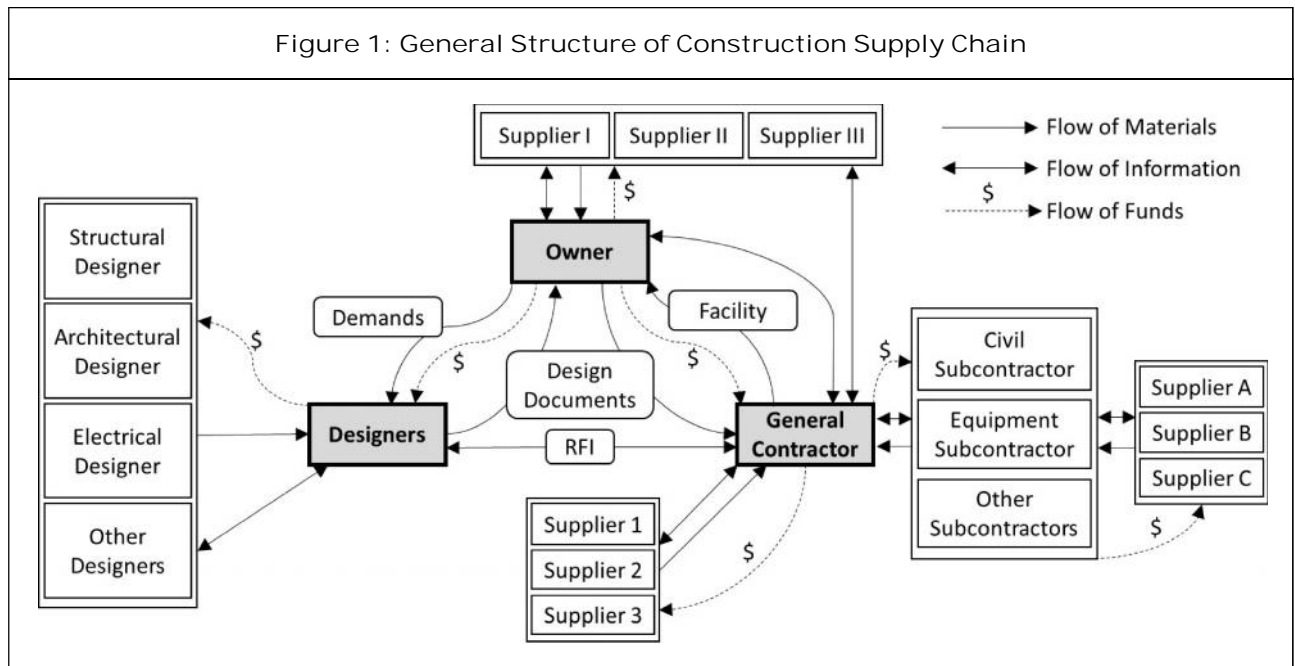 Figure 1: General Structure of Construction Supply Chain
Supplier I
Supplier II
Supplier III
Flow of Materials
Flow of Information
$
Flow of Funds
$
Owner
Structural
Designer
Architectural
Designer
Electrical
Designer
Other
Designers
$
Demands
$
Facility
$
Design
Documents
Designers
RFI
General
Contractor
$
Civil
Subcontractor
Equipment
Subcontractor
Other
Subcontractors
Supplier A
Supplier B
Supplier C
$
Supplier 1
Supplier 2
Supplier 3
$